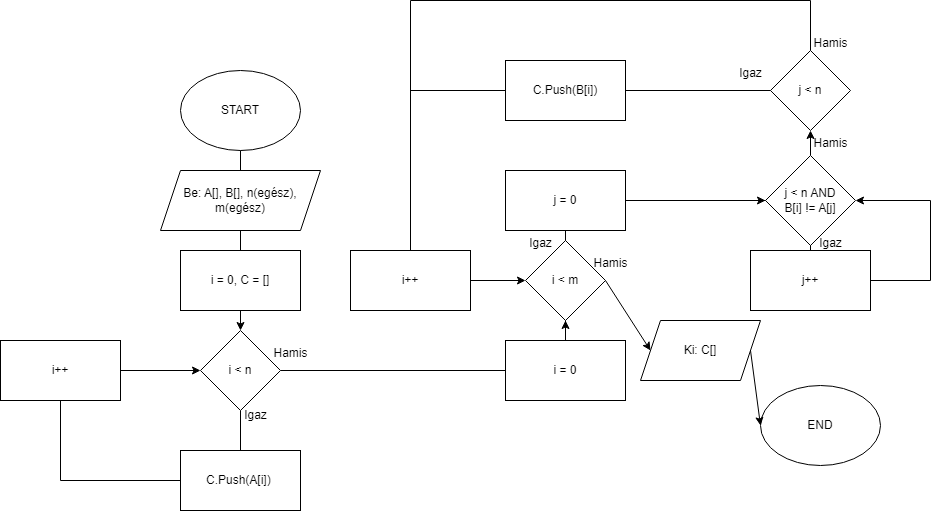 START
Be: A[], B[], n(egész),
m(egész)
i = 0, C = []
i < n
Hamis
Igaz
i++
C.Push(A[i])
i = 0
i < m
Igaz
Hamis
i++
j = 0
j < n AND
B[i] != A[j]
Hamis
Igaz
j++
j < n
Hamis
Igaz
C.Push(B[i])
Ki: C[]
END